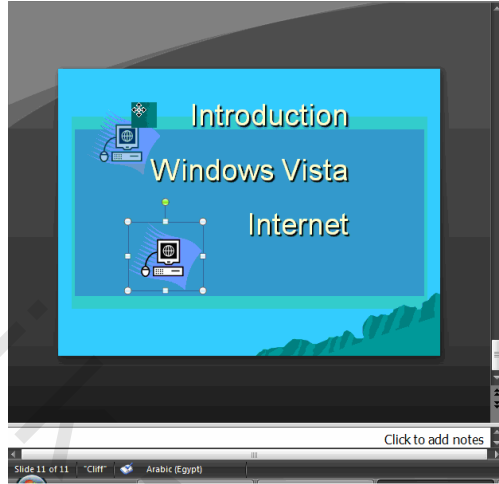 Introduction
Windows Vista
Internet
Click to add notes
Slide 11 of 11 "Cliff" Arabic (Egypt)